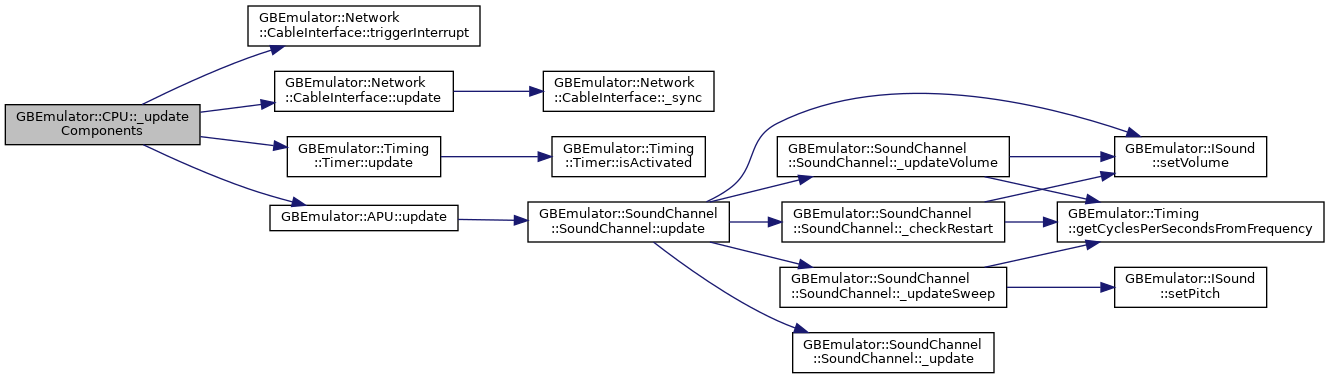 GBEmulator::CPU::_update
Components
GBEmulator::Network
::CableInterface::triggerInterrupt
GBEmulator::Network
::CableInterface::update
GBEmulator::Network
::CableInterface::_sync
GBEmulator::Timing
::Timer::update
GBEmulator::Timing
::Timer::isActivated
GBEmulator::APU::update
GBEmulator::SoundChannel
::SoundChannel::update
GBEmulator::SoundChannel
::SoundChannel::_updateVolume
GBEmulator::SoundChannel
::SoundChannel::_checkRestart
GBEmulator::SoundChannel
::SoundChannel::_updateSweep
GBEmulator::SoundChannel
::SoundChannel::_update
GBEmulator::ISound
::setVolume
GBEmulator::Timing
::getCyclesPerSecondsFromFrequency
GBEmulator::ISound
::setPitch